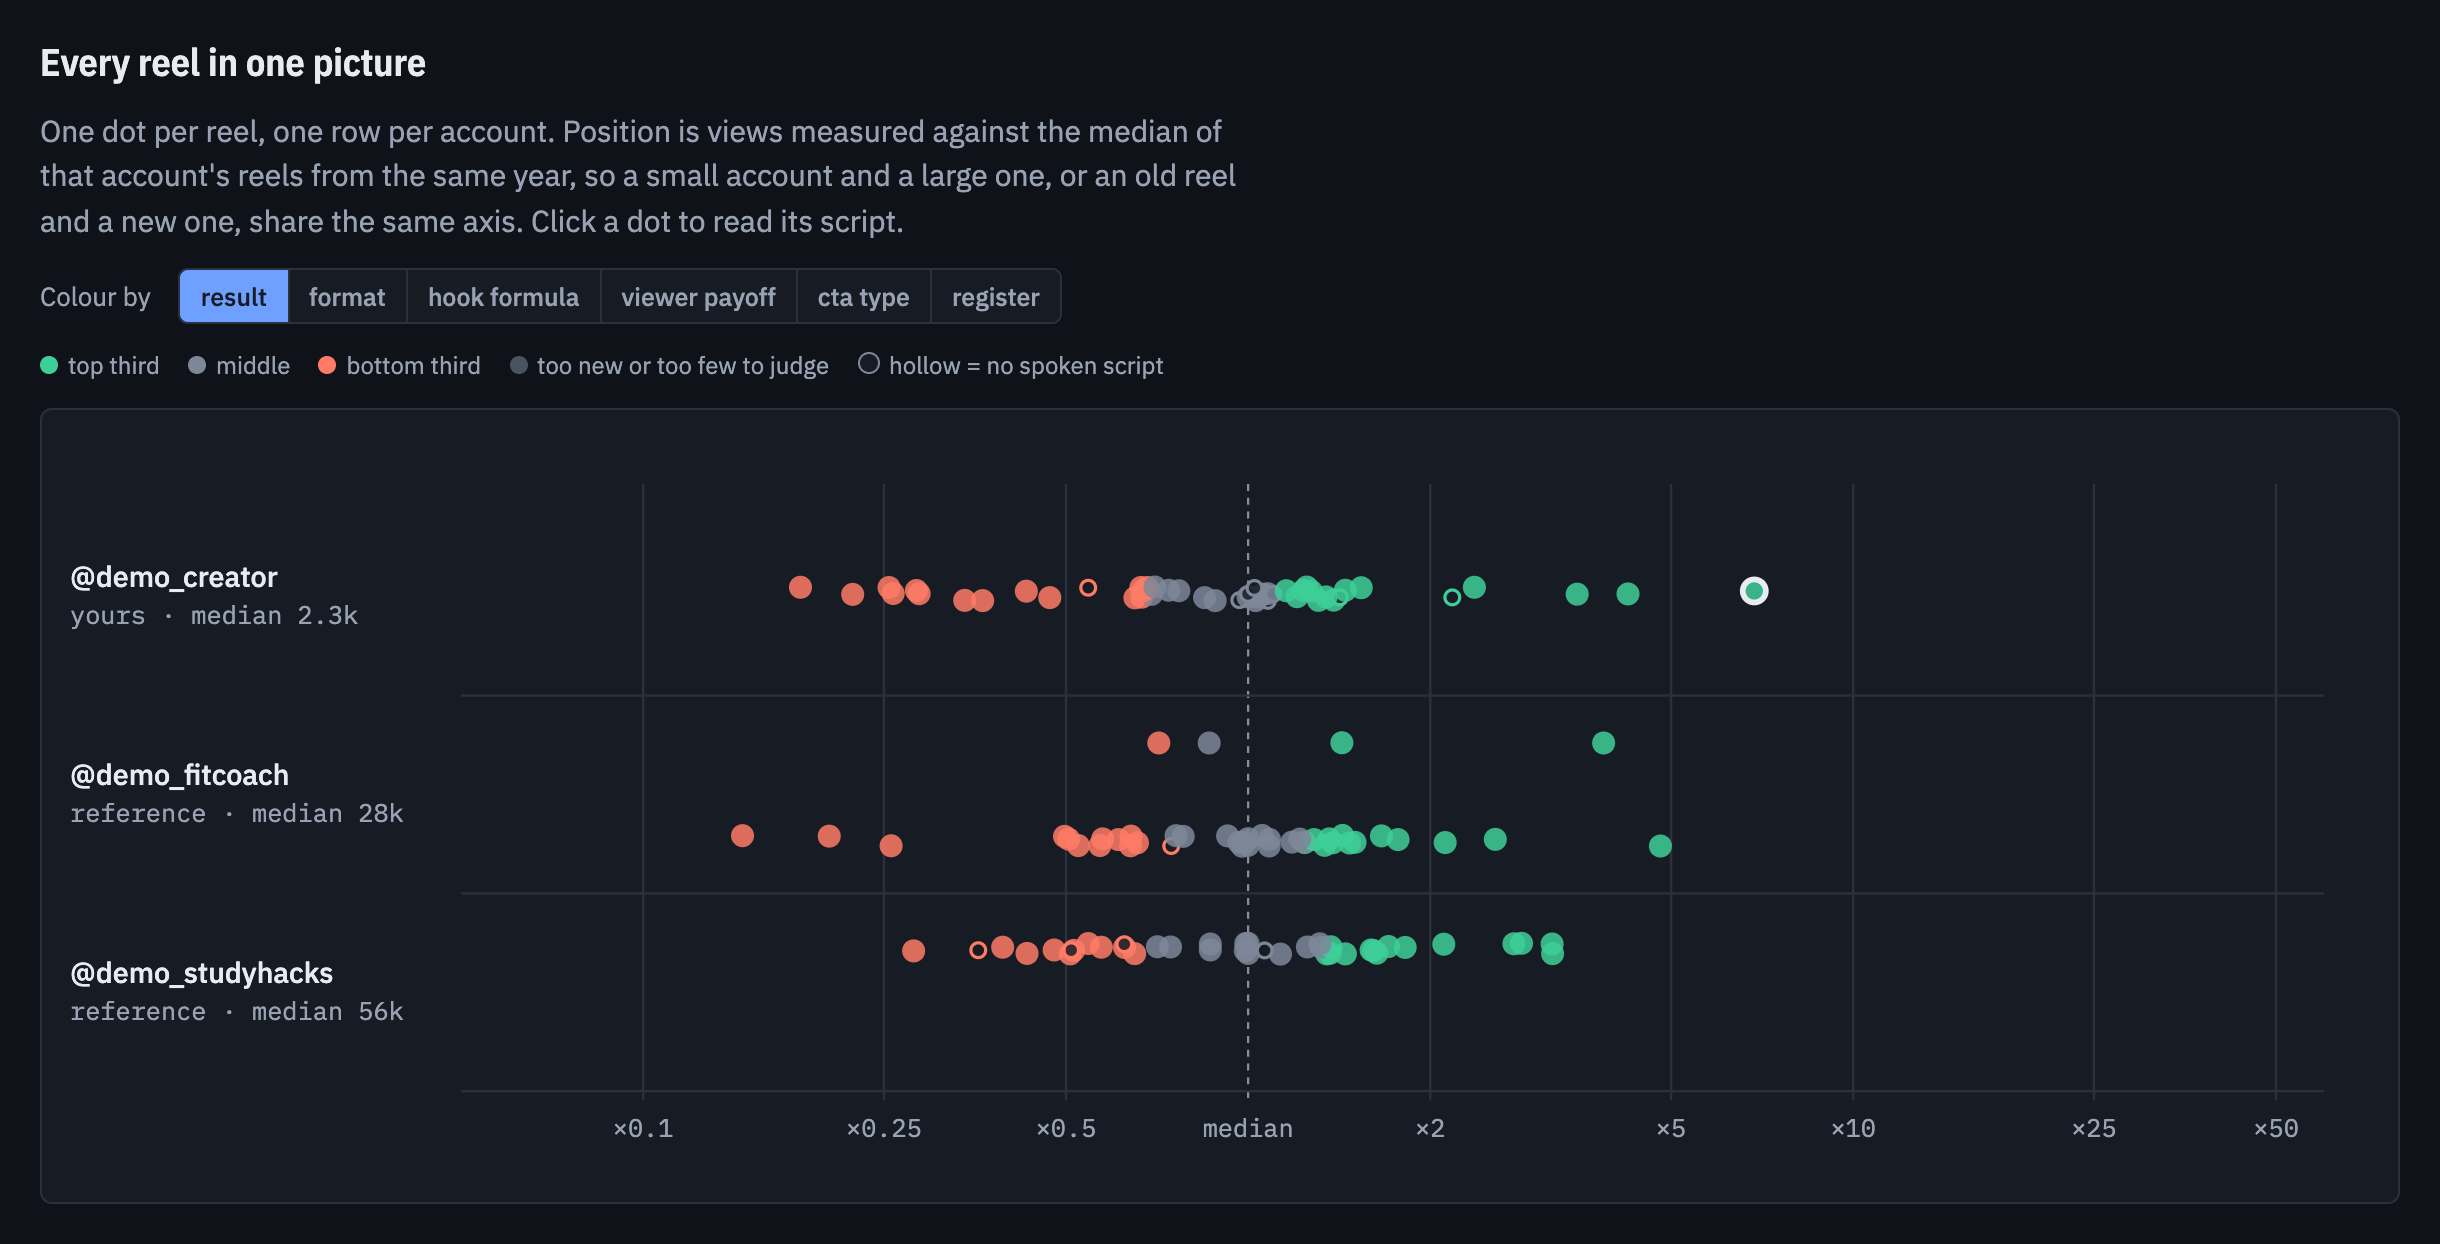 Every reel in one picture
One dot per reel, one row per account. Position is views measured against the median of
that account's reels from the same year, so a small account and a large one, or an old reel
and a new one, share the same axis. Click a dot to read its script.
Colour by result format hook formula viewer payoff cta type register
top third middle bottom third too new or too few to judge hollow = no spoken script
@demo_creator
yours · median 2.3k
@demo_fitcoach
reference · median 28k
@demo_studyhacks
reference · median 56k
×0.1 ×0.25 ×0.5 median ×2 ×5 ×10 ×25 ×50